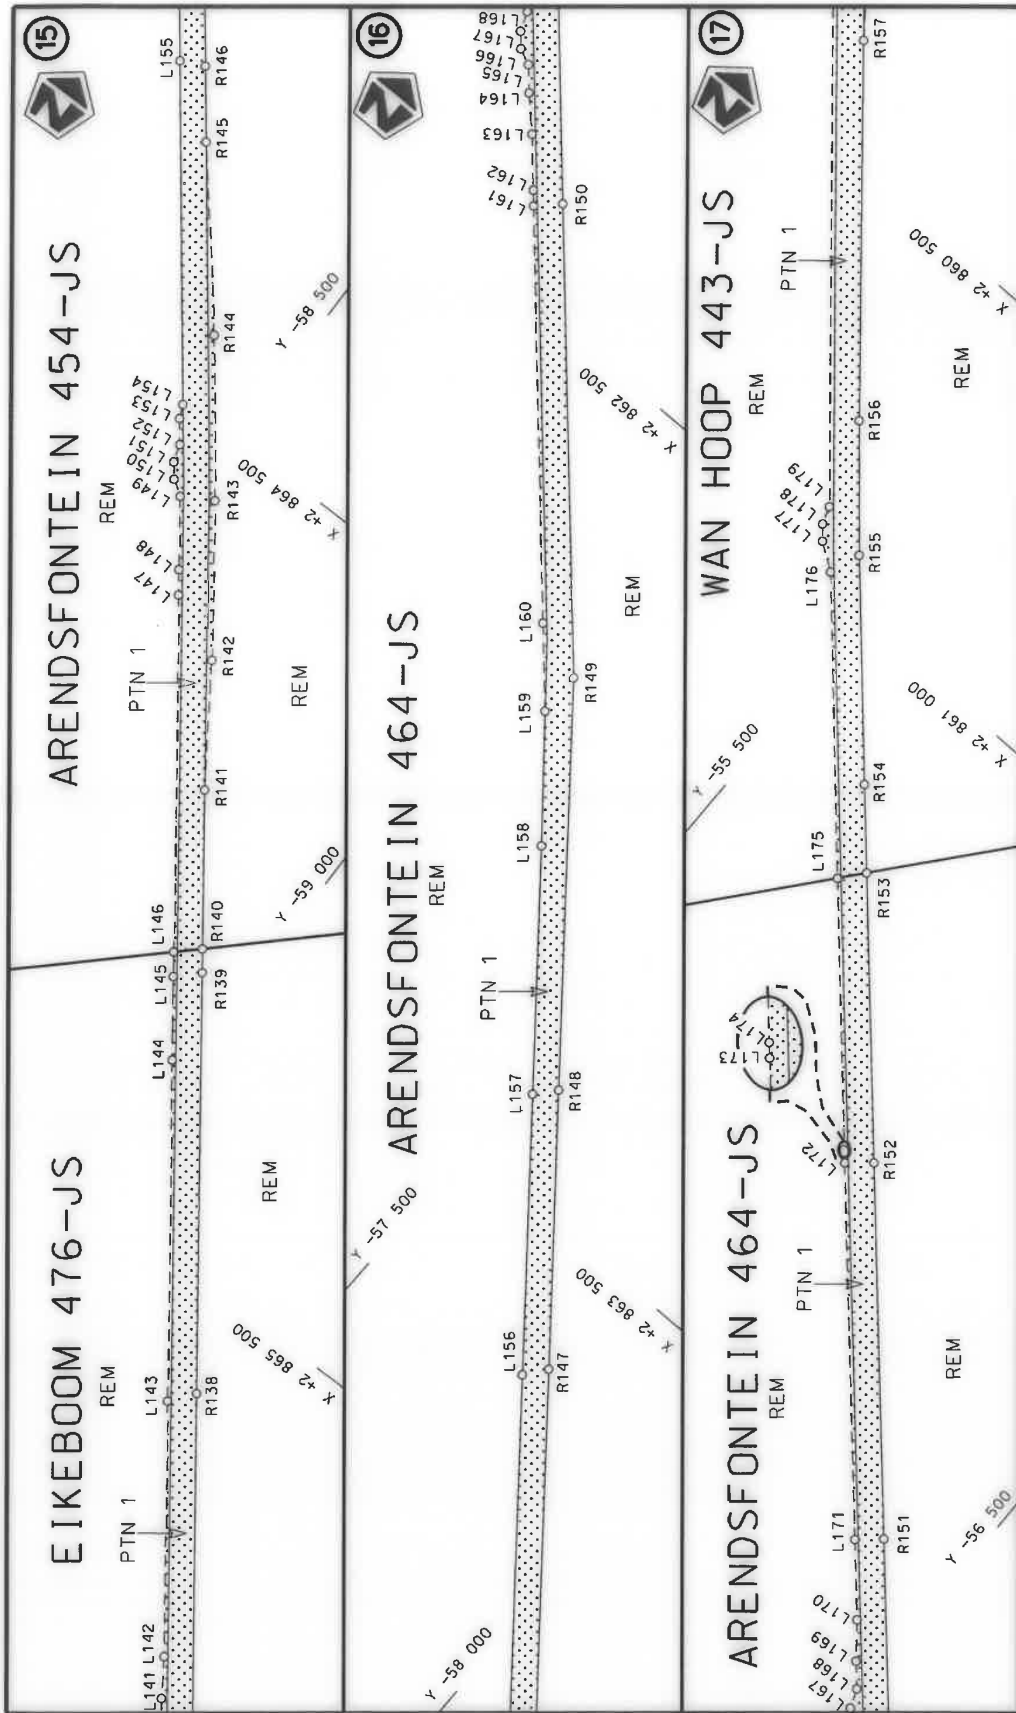 15
EIKEBOOM 476-JS
ARENDSFONTEIN 454-JS
REM
REM
PTN 1
PTN 1
L141
L142
L143
L144
L145
L146
L147
L148
L149
L150
L151
L152
L153
L154
L155
R138
R139
R140
R141
R142
R143
R144
R145
R146
REM
REM
X +2 865 500
Y -59 000
X +2 864 500
Y -58 500
16
ARENDSFONTEIN 464-JS
REM
PTN 1
L156
L157
L158
L159
L160
L161
L162
L163
L164
L165
L166
L167
L168
R147
R148
R149
R150
REM
Y -58 000
Y -57 500
X +2 863 500
X +2 862 500
17
ARENDSFONTEIN 464-JS
WAN HOOP 443-JS
REM
REM
PTN 1
PTN 1
L167
L168
L169
L170
L171
L172
L173
L174
L175
L176
L177
L178
L179
R151
R152
R153
R154
R155
R156
R157
REM
REM
Y -56 500
Y -55 500
X +2 861 000
X +2 860 500